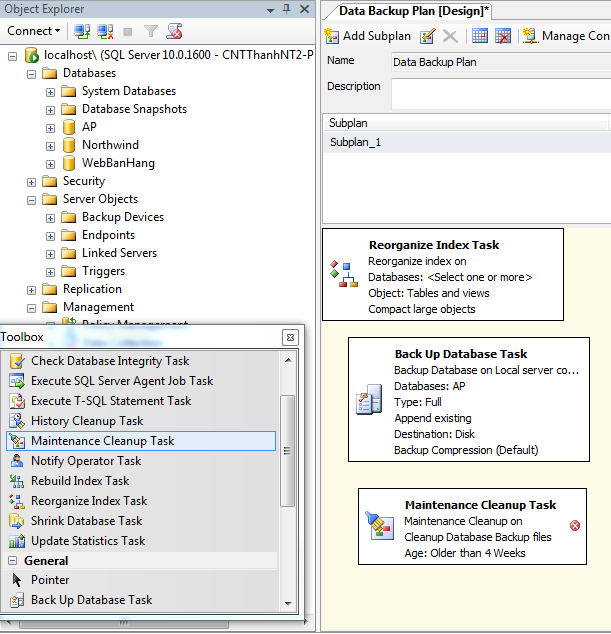 Object Explorer
Connect
localhost\ (SQL Server 10.0.1600 - CNTThanhNT2-P
Databases
System Databases
Database Snapshots
AP
Northwind
WebBanHang
Security
Server Objects
Backup Devices
Endpoints
Linked Servers
Triggers
Replication
Management
Policy Management
Data Collection
Toolbox
Check Database Integrity Task
Execute SQL Server Agent Job Task
Execute T-SQL Statement Task
History Cleanup Task
Maintenance Cleanup Task
Notify Operator Task
Rebuild Index Task
Reorganize Index Task
Shrink Database Task
Update Statistics Task
General
Pointer
Back Up Database Task
Data Backup Plan [Design]*
Add Subplan
Manage Con
Name
Data Backup Plan
Description
Subplan
Subplan_1
Reorganize Index Task
Reorganize index on
Databases: <Select one or more>
Object: Tables and views
Compact large objects
Back Up Database Task
Backup Database on Local server co...
Databases: AP
Type: Full
Append existing
Destination: Disk
Backup Compression (Default)
Maintenance Cleanup Task
Maintenance Cleanup on
Cleanup Database Backup files
Age: Older than 4 Weeks